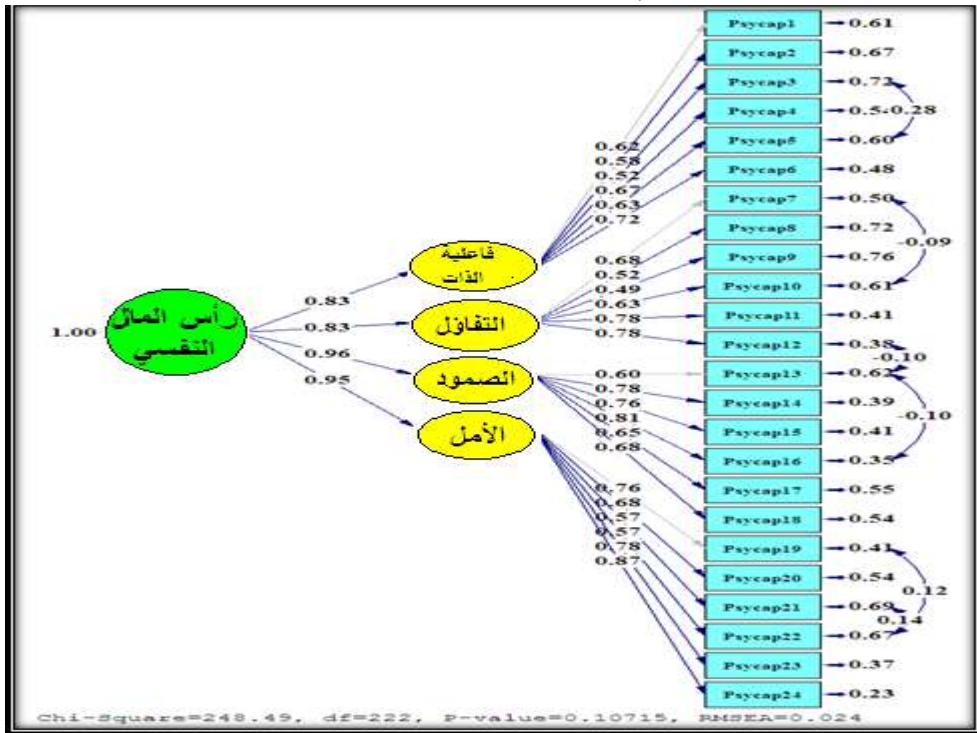 Psycap1 0.61
Psycap2 0.67
Psycap3 0.72
Psycap4 0.28
Psycap5 0.60
Psycap6 0.48
Psycap7 0.50
Psycap8 0.72
-0.09
Psycap9 0.76
Psycap10 0.61
Psycap11 0.41
Psycap12 0.38
-0.10
Psycap13 0.62
Psycap14 0.39
-0.10
Psycap15 0.41
Psycap16 0.35
Psycap17 0.55
Psycap18 0.54
Psycap19 0.41
Psycap20 0.54
0.12
Psycap21 0.69
0.14
Psycap22 0.67
Psycap23 0.37
Psycap24 0.23
0.62
0.58
0.52
0.67
0.63
0.72
0.68
0.52
0.49
0.63
0.78
0.78
0.60
0.78
0.76
0.81
0.65
0.68
0.76
0.68
0.57
0.57
0.78
0.87
فاعلية
الذات
التفاؤل
الصمود
الأمل
0.83
0.83
0.96
0.95
1.00
رأس المال
النفسي
Chi-Square=248.49, df=222, P-value=0.10715, RMSEA=0.024